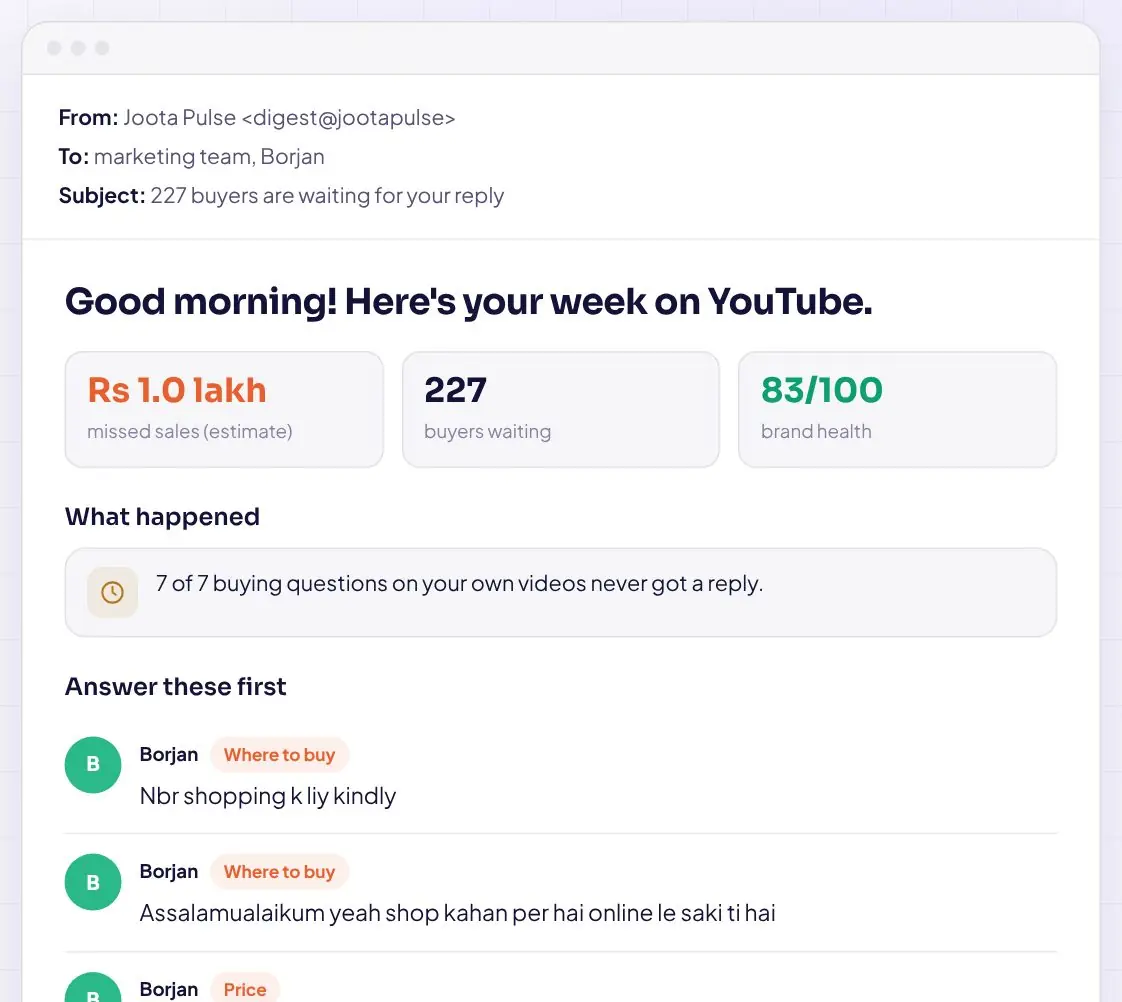 From: Joota Pulse <digest@jootapulse>
To: marketing team, Borjan
Subject: 227 buyers are waiting for your reply
Good morning! Here's your week on YouTube.
Rs 1.0 lakh
missed sales (estimate)
227
buyers waiting
83/100
brand health
What happened
7 of 7 buying questions on your own videos never got a reply.
Answer these first
B
Borjan Where to buy
Nbr shopping k liy kindly
B
Borjan Where to buy
Assalamualaikum yeah shop kahan per hai online le saki ti hai
B
Borjan Price